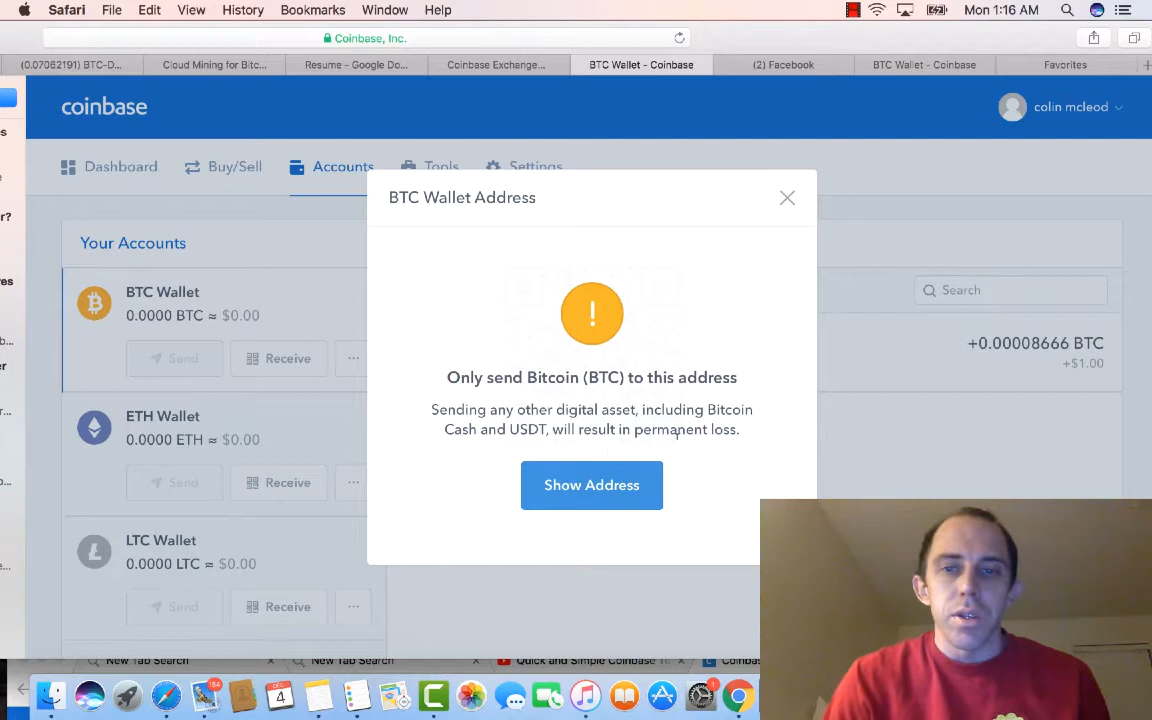 Safari File Edit View History Bookmarks Window Help Mon 1:16 AM
Coinbase, Inc.
(0.07062191) BTC-D... Cloud Mining for Bitc... Resume - Google Do... Coinbase Exchange... BTC Wallet - Coinbase (2) Facebook BTC Wallet - Coinbase Favorites
coinbase
colin mcleod
Dashboard Buy/Sell Accounts Tools Settings
BTC Wallet Address
Your Accounts
BTC Wallet
0.0000 BTC ≈ $0.00
Send Receive ...
Search
+0.00008666 BTC
+$1.00
Only send Bitcoin (BTC) to this address
Sending any other digital asset, including Bitcoin
Cash and USDT, will result in permanent loss.
Show Address
ETH Wallet
0.0000 ETH ≈ $0.00
Send Receive ...
LTC Wallet
0.0000 LTC ≈ $0.00
Send Receive ...
New Tab Search New Tab Search Quick and Simple Coinbase Coinbas
184
DEC
4
1